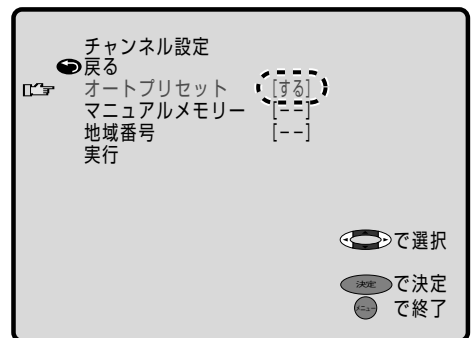 チャンネル設定
戻る
オートプリセット [する]
マニュアルメモリー [--]
地域番号 [--]
実行
で選択
決定 で決定
メニュー で終了